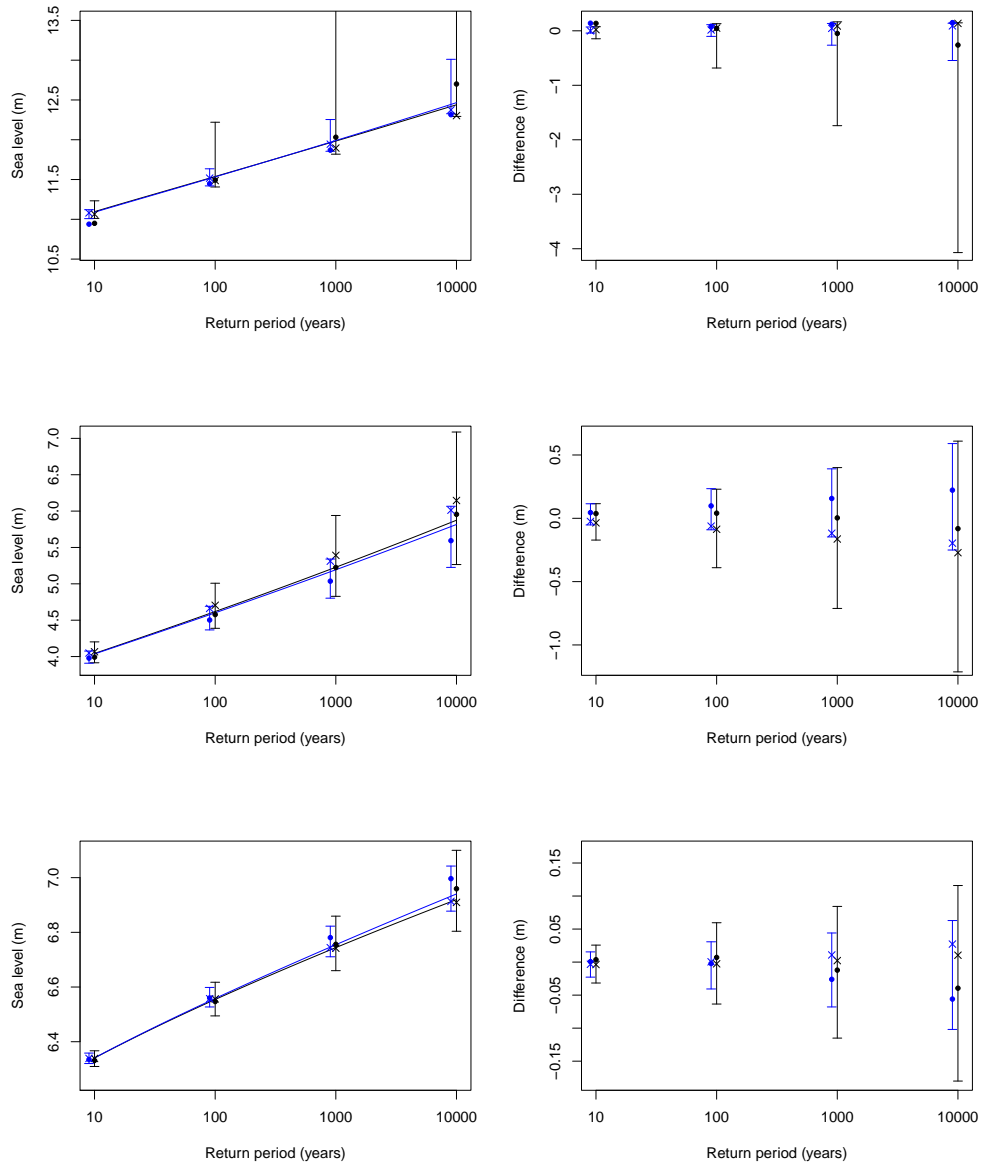 13.5
12.5
11.5
10.5
Sea level (m)
10 100 1000 10000
Return period (years)
0
−1
−2
−3
−4
Difference (m)
10 100 1000 10000
Return period (years)
7.0
6.5
6.0
5.5
5.0
4.5
4.0
Sea level (m)
10 100 1000 10000
Return period (years)
0.5
0.0
−0.5
−1.0
Difference (m)
10 100 1000 10000
Return period (years)
7.0
6.8
6.6
6.4
Sea level (m)
10 100 1000 10000
Return period (years)
0.15
0.05
−0.05
−0.15
Difference (m)
10 100 1000 10000
Return period (years)